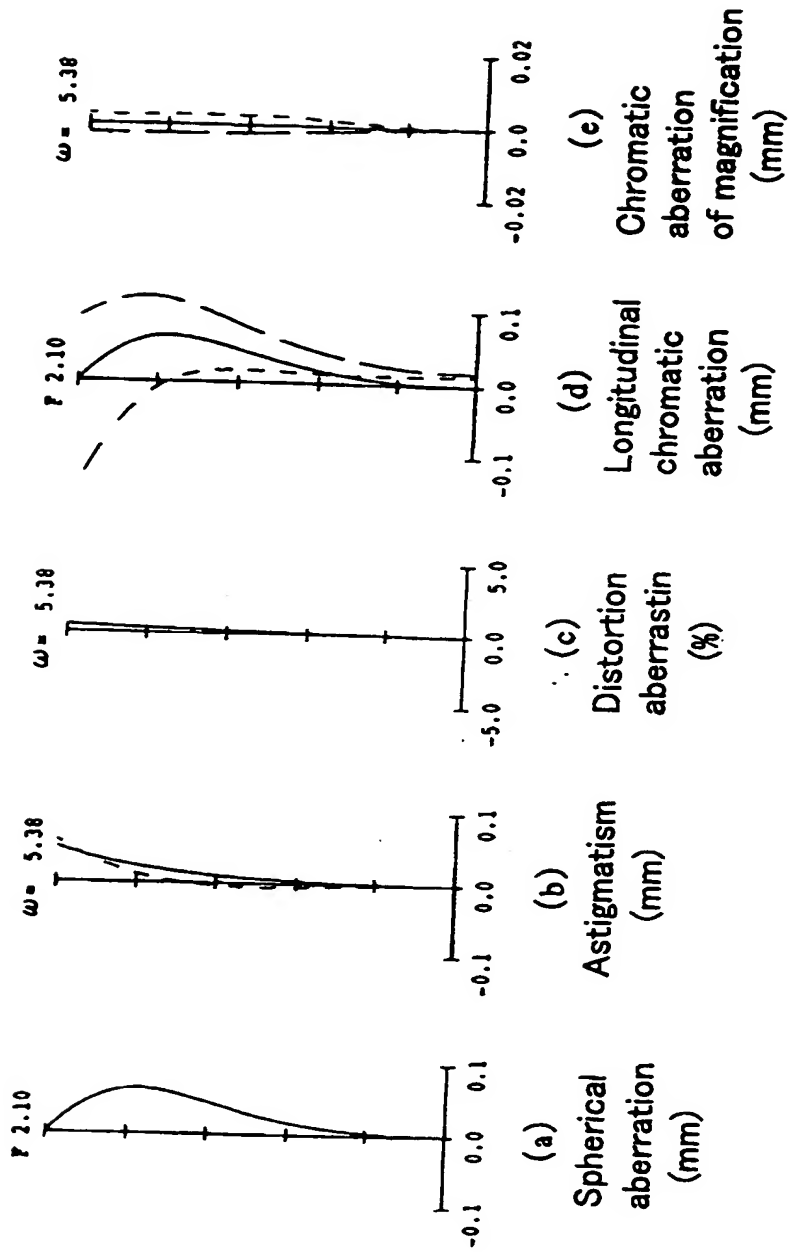 F 2.10
-0.1 0.0 0.1
(a)
Spherical
aberration
(mm)
ω= 5.38
-0.1 0.0 0.1
(b)
Astigmatism
(mm)
ω= 5.38
-5.0 0.0 5.0
(c)
Distortion
aberrastin
(%)
F 2.10
-0.1 0.0 0.1
(d)
Longitudinal
chromatic
aberration
(mm)
ω= 5.38
-0.02 0.0 0.02
(e)
Chromatic
aberration
of magnification
(mm)